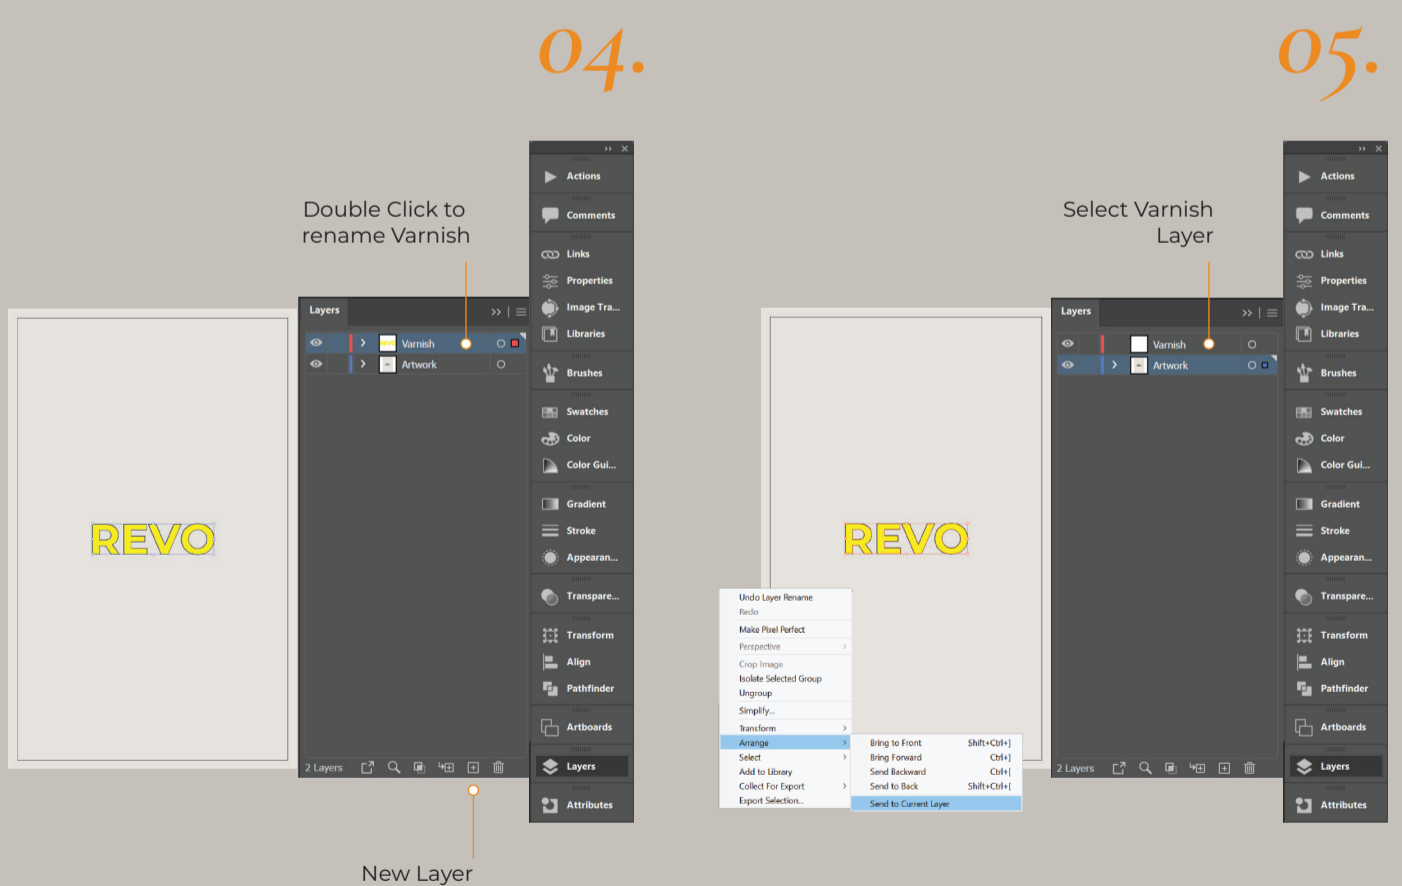 04.
Double Click to
rename Varnish
Layers
Varnish
Artwork
REVO
2 Layers
New Layer
Actions
Comments
Links
Properties
Image Tra...
Libraries
Brushes
Swatches
Color
Color Gui...
Gradient
Stroke
Appearan...
Transpare...
Transform
Align
Pathfinder
Artboards
Layers
Attributes
05.
Select Varnish
Layer
Layers
Varnish
Artwork
REVO
Undo Layer Rename
Redo
Make Pixel Perfect
Perspective
Crop Image
Isolate Selected Group
Ungroup
Simplify...
Transform
Arrange
Select
Add to Library
Collect For Export
Export Selection...
Bring to Front Shift+Ctrl+]
Bring Forward Ctrl+]
Send Backward Ctrl+[
Send to Back Shift+Ctrl+[
Send to Current Layer
2 Layers
Actions
Comments
Links
Properties
Image Tra...
Libraries
Brushes
Swatches
Color
Color Gui...
Gradient
Stroke
Appearan...
Transpare...
Transform
Align
Pathfinder
Artboards
Layers
Attributes